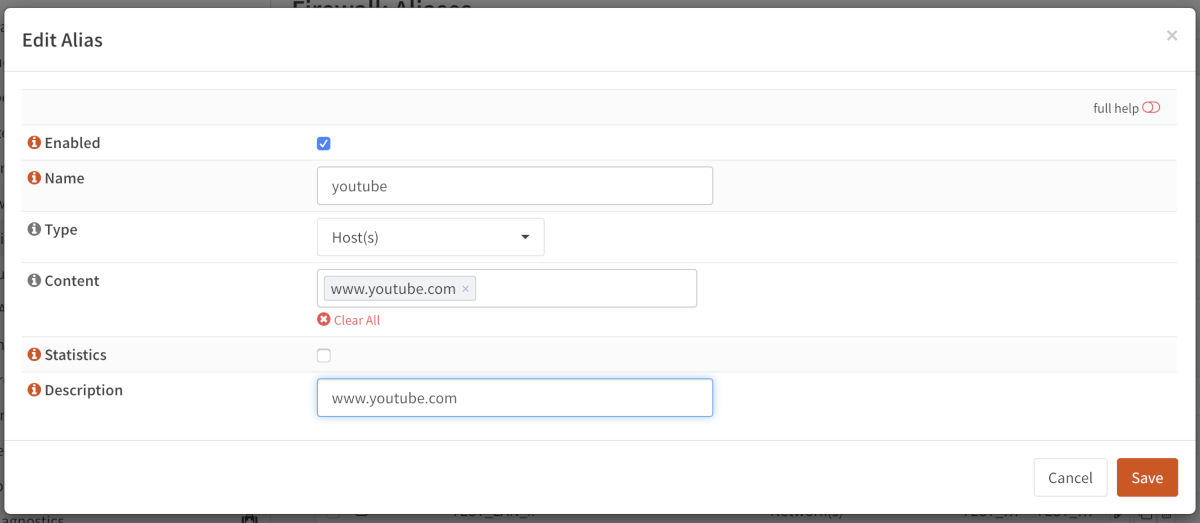 Edit Alias
×
full help
Enabled
Name
youtube
Type
Host(s)
Content
www.youtube.com ×
Clear All
Statistics
Description
www.youtube.com
Cancel
Save